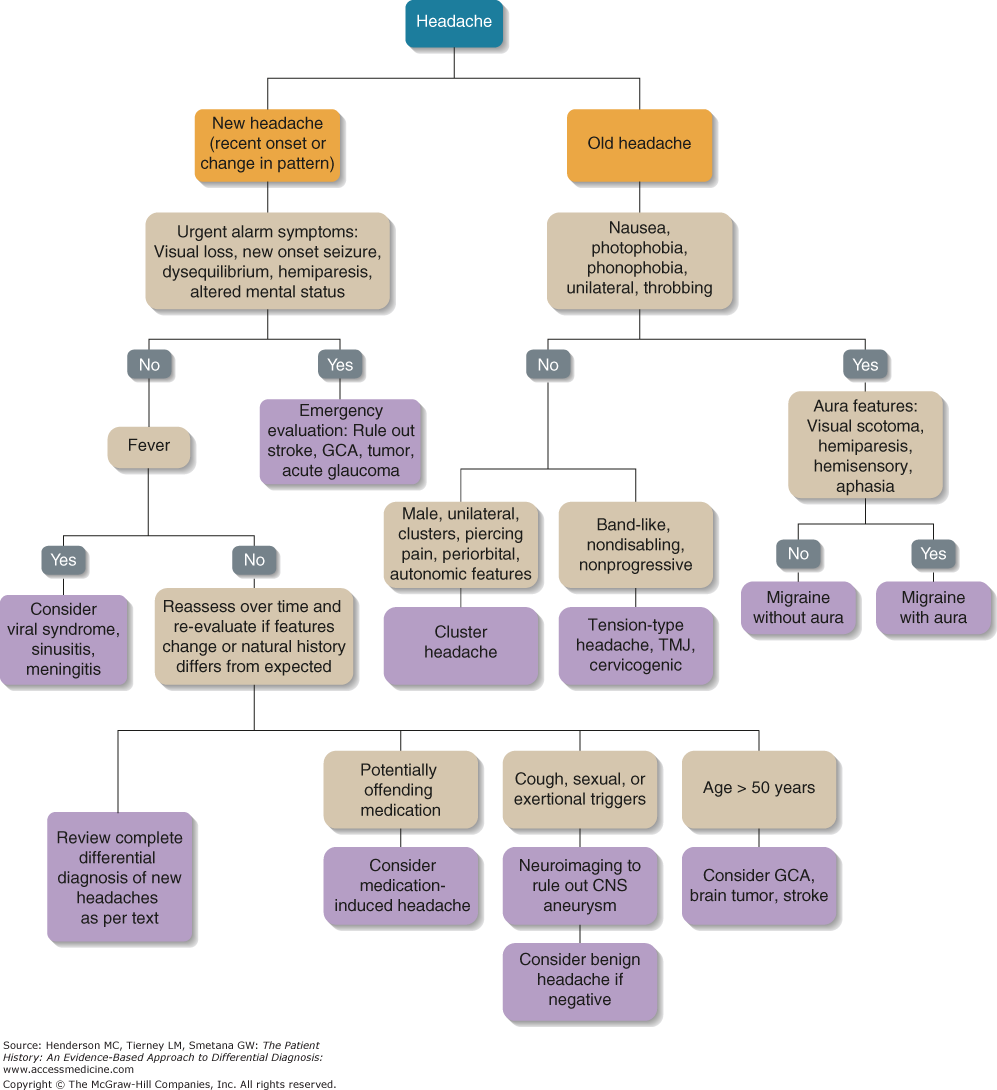 Headache
New headache
(recent onset or
change in pattern)
Old headache
Urgent alarm symptoms:
Visual loss, new onset seizure,
dysequilibrium, hemiparesis,
altered mental status
Nausea,
photophobia,
phonophobia,
unilateral, throbbing
No
Yes
No
Yes
Fever
Emergency
evaluation: Rule out
stroke, GCA, tumor,
acute glaucoma
Aura features:
Visual scotoma,
hemiparesis,
hemisensory,
aphasia
Male, unilateral,
clusters, piercing
pain, periorbital,
autonomic features
Band-like,
nondisabling,
nonprogressive
Yes
No
No
Yes
Consider
viral syndrome,
sinusitis,
meningitis
Reassess over time and
re-evaluate if features
change or natural history
differs from expected
Cluster
headache
Tension-type
headache, TMJ,
cervicogenic
Migraine
without aura
Migraine
with aura
Potentially
offending
medication
Cough, sexual, or
exertional triggers
Age > 50 years
Review complete
differential
diagnosis of new
headaches
as per text
Consider
medication-
induced headache
Neuroimaging to
rule out CNS
aneurysm
Consider GCA,
brain tumor, stroke
Consider benign
headache if
negative
Source: Henderson MC, Tierney LM, Smetana GW: The Patient
History: An Evidence-Based Approach to Differential Diagnosis:
www.accessmedicine.com
Copyright © The McGraw-Hill Companies, Inc. All rights reserved.